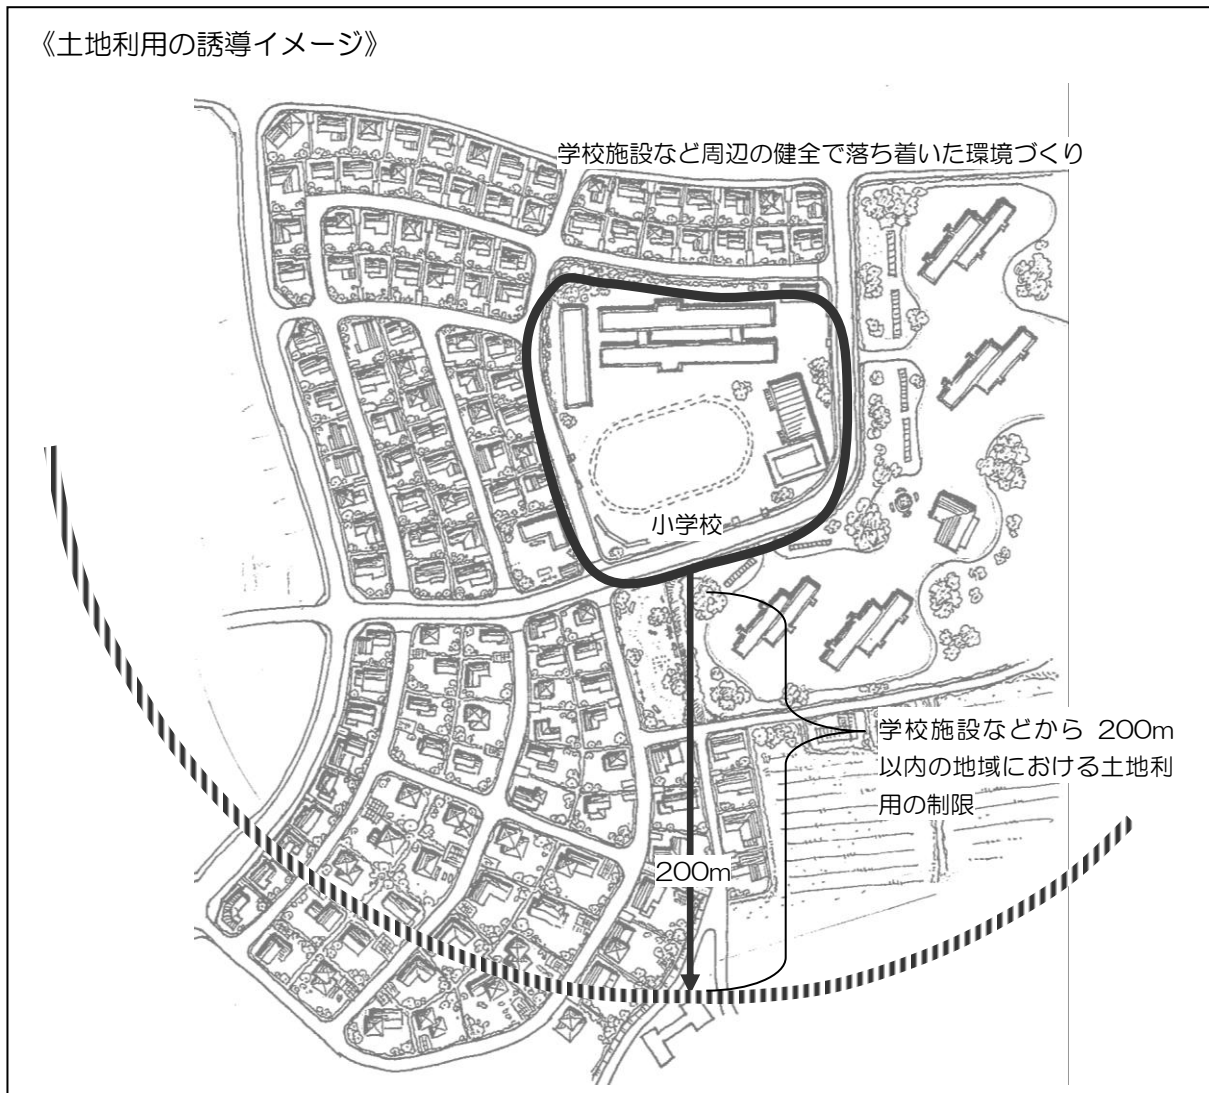 《土地利用の誘導イメージ》
学校施設など周辺の健全で落ち着いた環境づくり
小学校
学校施設などから 200m
以内の地域における土地利
用の制限
200m